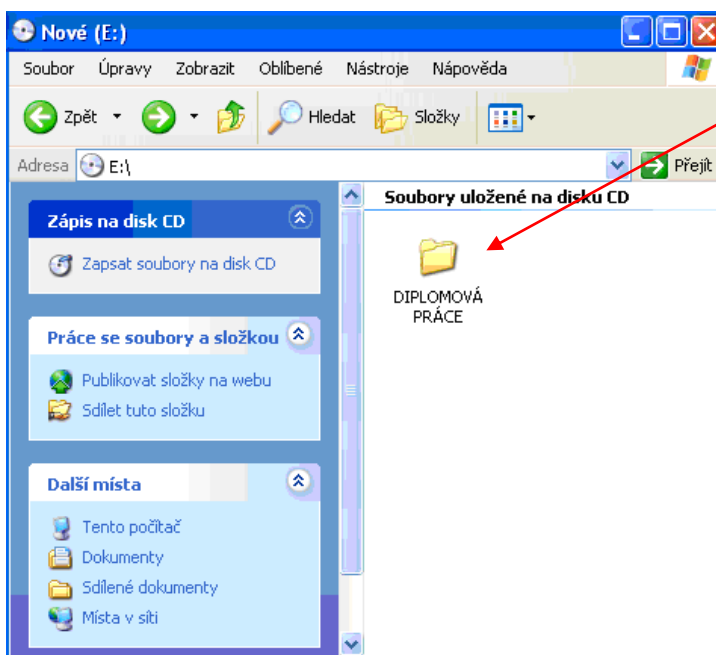 Nové (E:)
Soubor Úpravy Zobrazit Oblíbené Nástroje Nápověda
Zpět Hledat Složky
Adresa E:\ Přejít
Zápis na disk CD
Zapsat soubory na disk CD
Práce se soubory a složkou
Publikovat složky na webu
Sdílet tuto složku
Další místa
Tento počítač
Dokumenty
Sdílené dokumenty
Místa v síti
Soubory uložené na disku CD
DIPLOMOVÁ
PRÁCE